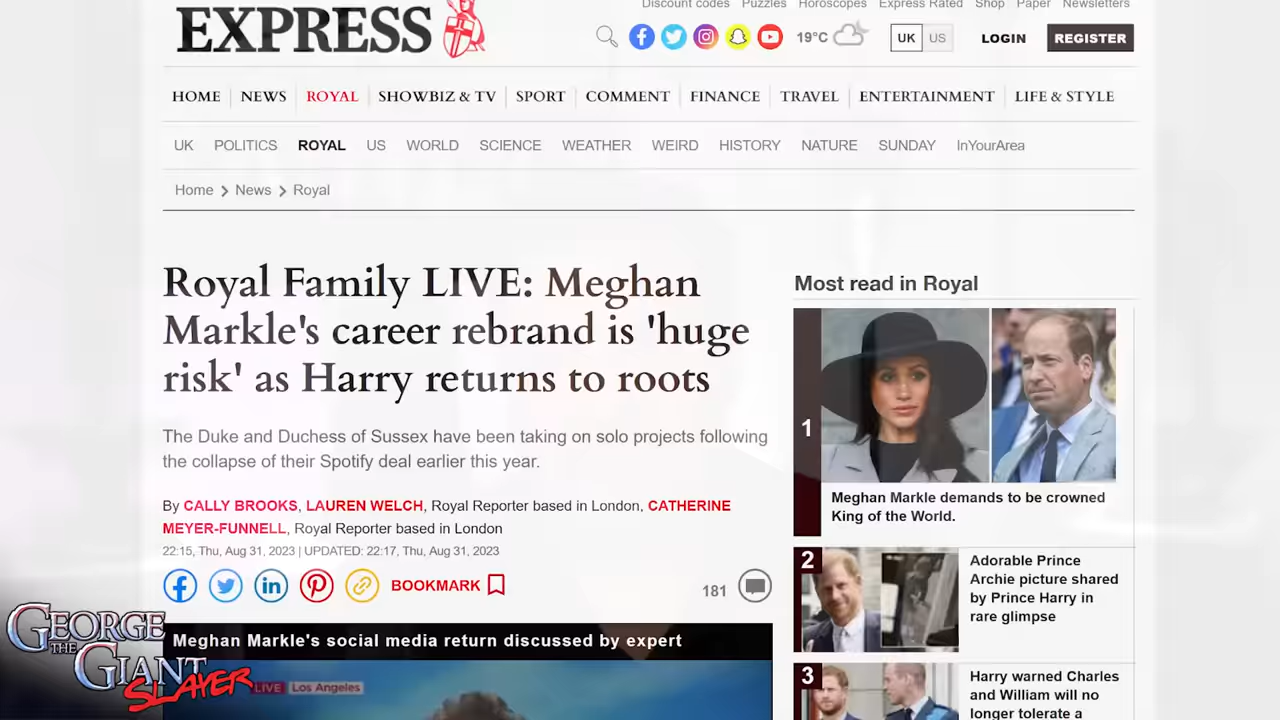 Discount codes Puzzles Horoscopes Express Rated Shop Paper Newsletters
EXPRESS
19°C
UK US
LOGIN
REGISTER
HOME NEWS ROYAL SHOWBIZ & TV SPORT COMMENT FINANCE TRAVEL ENTERTAINMENT LIFE & STYLE
UK POLITICS ROYAL US WORLD SCIENCE WEATHER WEIRD HISTORY NATURE SUNDAY InYourArea
Home > News > Royal
Royal Family LIVE: Meghan
Markle's career rebrand is 'huge
risk' as Harry returns to roots
The Duke and Duchess of Sussex have been taking on solo projects following
the collapse of their Spotify deal earlier this year.
By CALLY BROOKS, LAUREN WELCH, Royal Reporter based in London, CATHERINE
MEYER-FUNNELL, Royal Reporter based in London
22:15, Thu, Aug 31, 2023 | UPDATED: 22:17, Thu, Aug 31, 2023
BOOKMARK
181
Meghan Markle's social media return discussed by expert
LIVE Los Angeles
Most read in Royal
1
Meghan Markle demands to be crowned
King of the World.
2
Adorable Prince
Archie picture shared
by Prince Harry in
rare glimpse
3
Harry warned Charles
and William will no
longer tolerate a
GEORGE
THE
GIANT
SLAYER